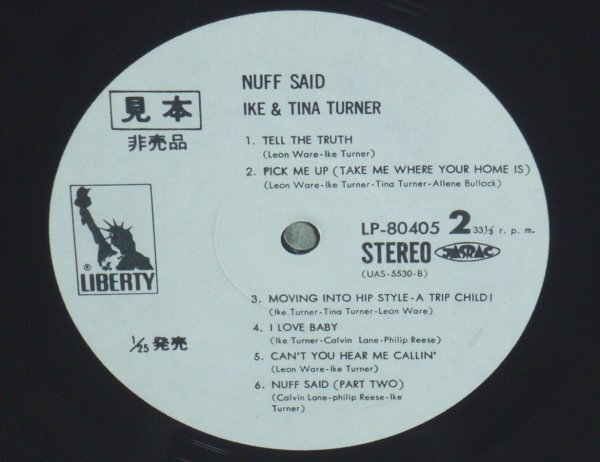 NUFF SAID
IKE & TINA TURNER
見本
非売品
1. TELL THE TRUTH
(Leon Ware-Ike Turner)
2. PICK ME UP (TAKE ME WHERE YOUR HOME IS)
(Leon Ware-Ike Turner-Tina Turner-Allene Bullock)
LP-80405 2 33⅓ r. p. m.
STEREO JASRAC
(UAS-5530-B)
® LIBERTY
1/25 発売
3. MOVING INTO HIP STYLE-A TRIP CHILD!
(Ike Turner-Tina Turner-Leon Ware)
4. I LOVE BABY
(Ike Turner-Calvin Lane-Philip Reese)
5. CAN'T YOU HEAR ME CALLIN'
(Leon Ware-Ike Turner)
6. NUFF SAID (PART TWO)
(Calvin Lane-philip Reese-Ike
Turner)